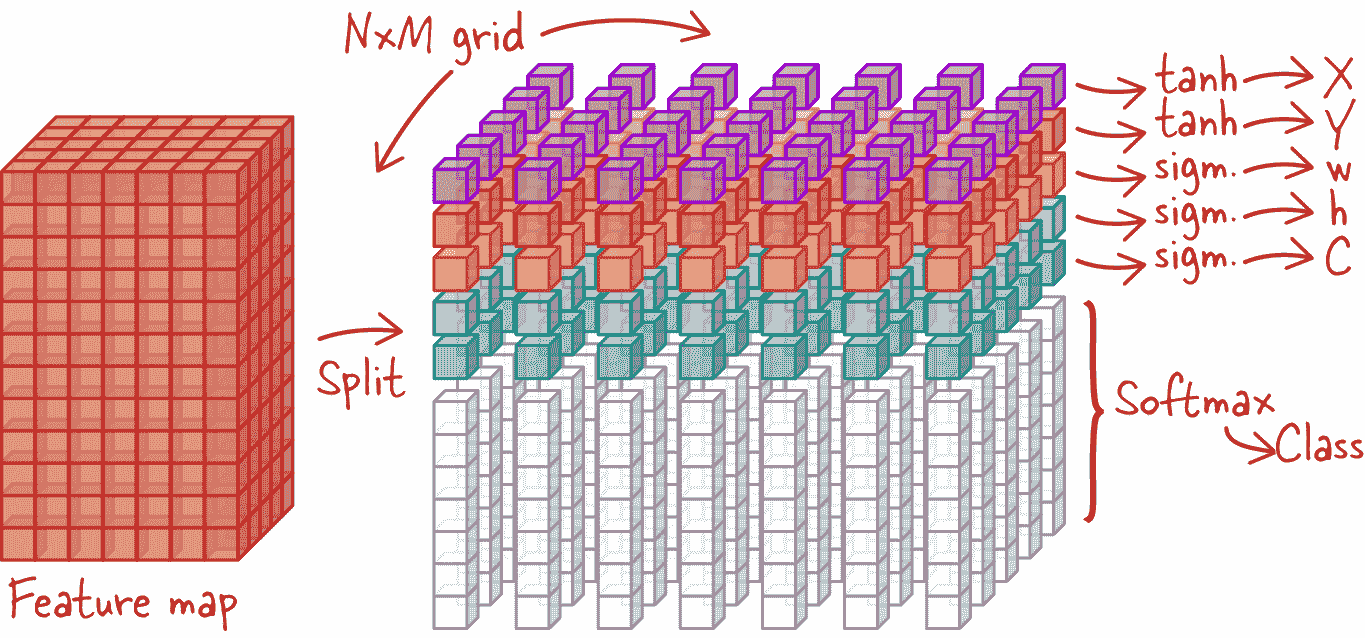 NxM grid
tanh X
tanh Y
sigm. w
sigm. h
sigm. C
Split
Softmax
Class
Feature map